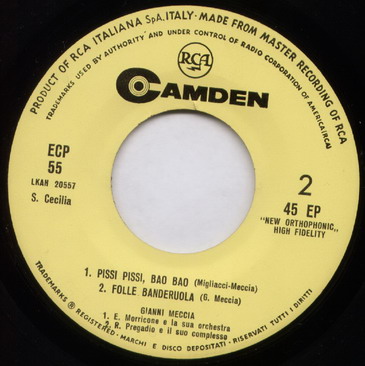 PRODUCT OF RCA ITALIANA SpA. ITALY - MADE FROM MASTER RECORDING OF RCA
TRADEMARKS USED BY AUTHORITY AND UNDER CONTROL OF RADIO CORPORATION OF AMERICA (RCA)
RCA
CAMDEN
ECP
55
LKAH 20557
S. Cecilia
2
45 EP
"NEW ORTHOPHONIC"
HIGH FIDELITY
1. PISSI PISSI, BAO BAO (Migliacci-Meccia)
2. FOLLE BANDERUOLA (G. Meccia)
GIANNI MECCIA
1. E. Morricone e la sua orchestra
2. R. Pregadio e il suo complesso
TRADEMARKS ® REGISTERED - MARCHI E DISCO DEPOSITATI - RISERVATI TUTTI I DIRITTI